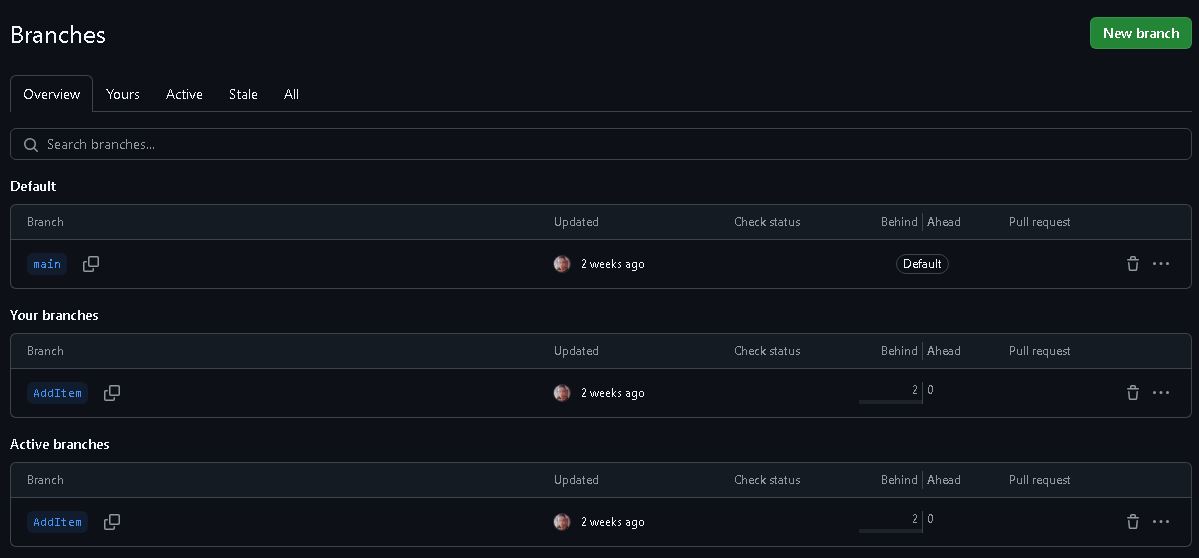 Branches
New branch
Overview Yours Active Stale All
Search branches...
Default
Branch Updated Check status Behind Ahead Pull request
main 2 weeks ago Default
Your branches
Branch Updated Check status Behind Ahead Pull request
AddItem 2 weeks ago 2 0
Active branches
Branch Updated Check status Behind Ahead Pull request
AddItem 2 weeks ago 2 0